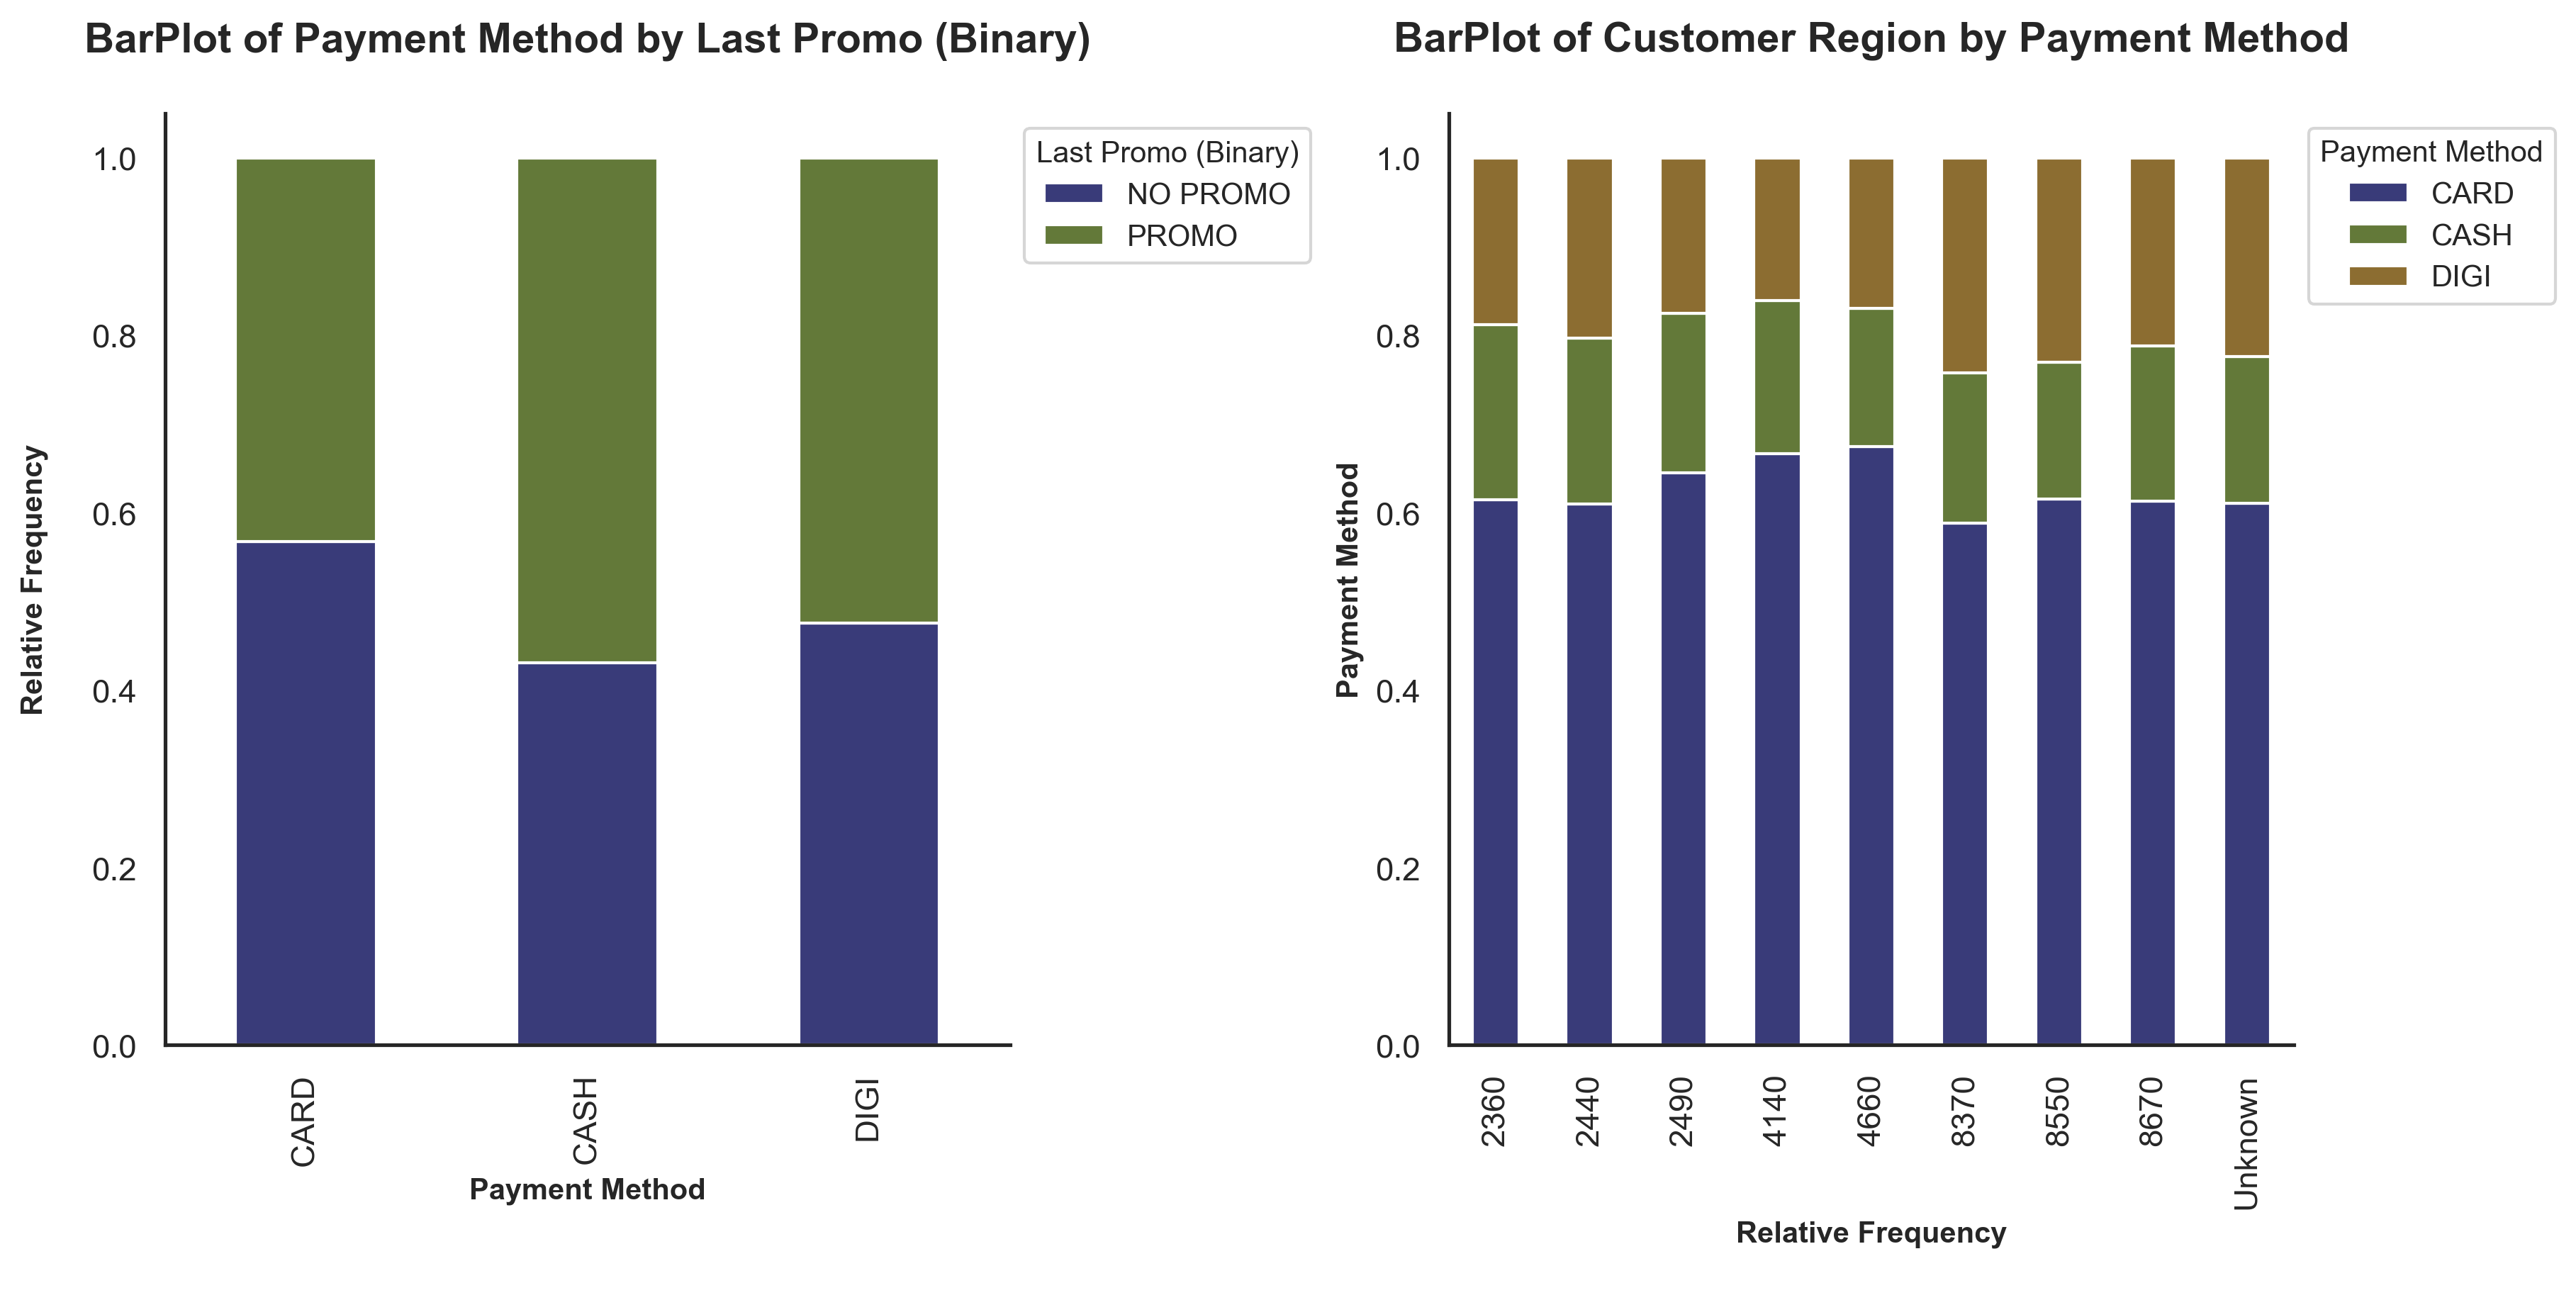 BarPlot of Payment Method by Last Promo (Binary)
Relative Frequency
1.0
0.8
0.6
0.4
0.2
0.0
CARD
CASH
DIGI
Payment Method
Last Promo (Binary)
NO PROMO
PROMO
BarPlot of Customer Region by Payment Method
Payment Method
1.0
0.8
0.6
0.4
0.2
0.0
2360
2440
2490
4140
4660
8370
8550
8670
Unknown
Relative Frequency
Payment Method
CARD
CASH
DIGI